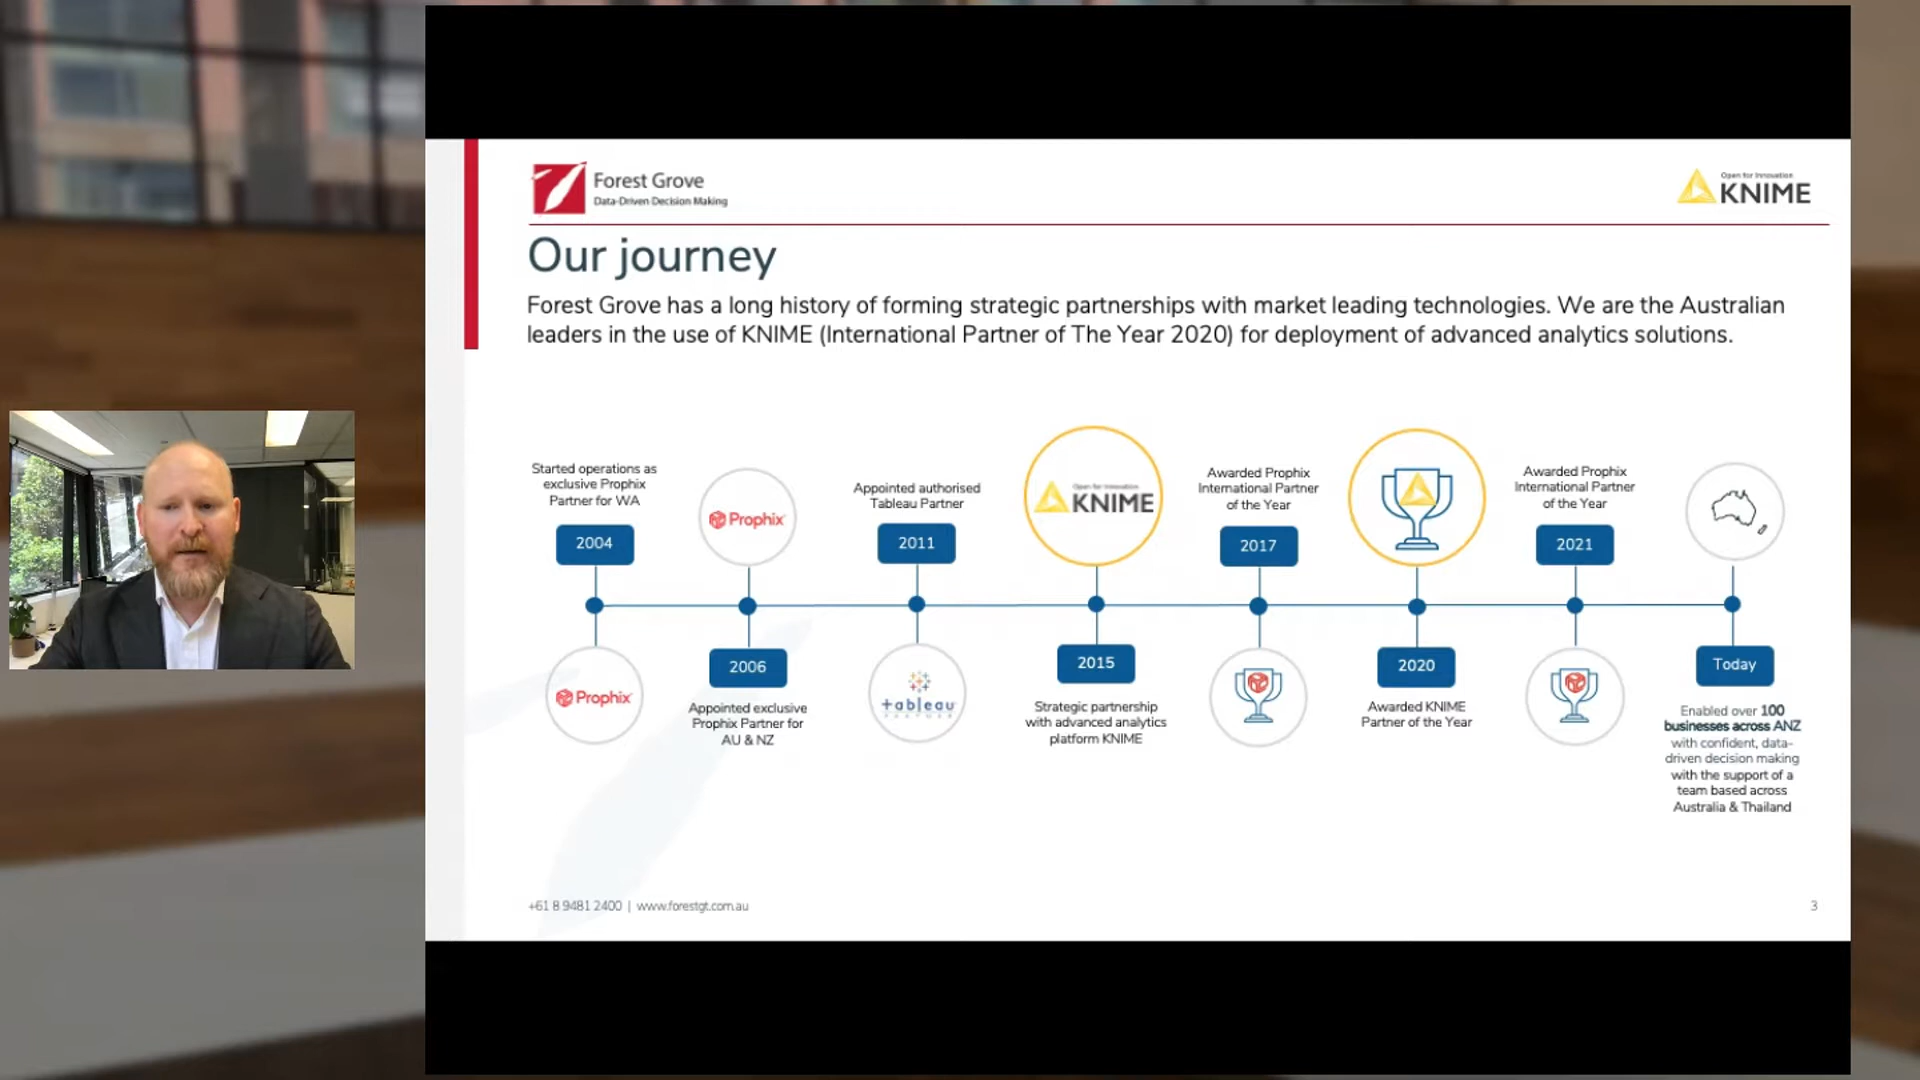 Forest Grove
Data-Driven Decision Making
Open for Innovation
KNIME
Our journey
Forest Grove has a long history of forming strategic partnerships with market leading technologies. We are the Australian
leaders in the use of KNIME (International Partner of The Year 2020) for deployment of advanced analytics solutions.
Started operations as
exclusive Prophix
Partner for WA
2004
Prophix
Prophix
2006
Appointed exclusive
Prophix Partner for
AU & NZ
Appointed authorised
Tableau Partner
2011
+ableau
PARTNER
Open for Innovation
KNIME
2015
Strategic partnership
with advanced analytics
platform KNIME
Awarded Prophix
International Partner
of the Year
2017
2020
Awarded KNIME
Partner of the Year
Awarded Prophix
International Partner
of the Year
2021
Today
Enabled over 100
businesses across ANZ
with confident, data-
driven decision making
with the support of a
team based across
Australia & Thailand
+61 8 9481 2400 | www.forestgt.com.au
3